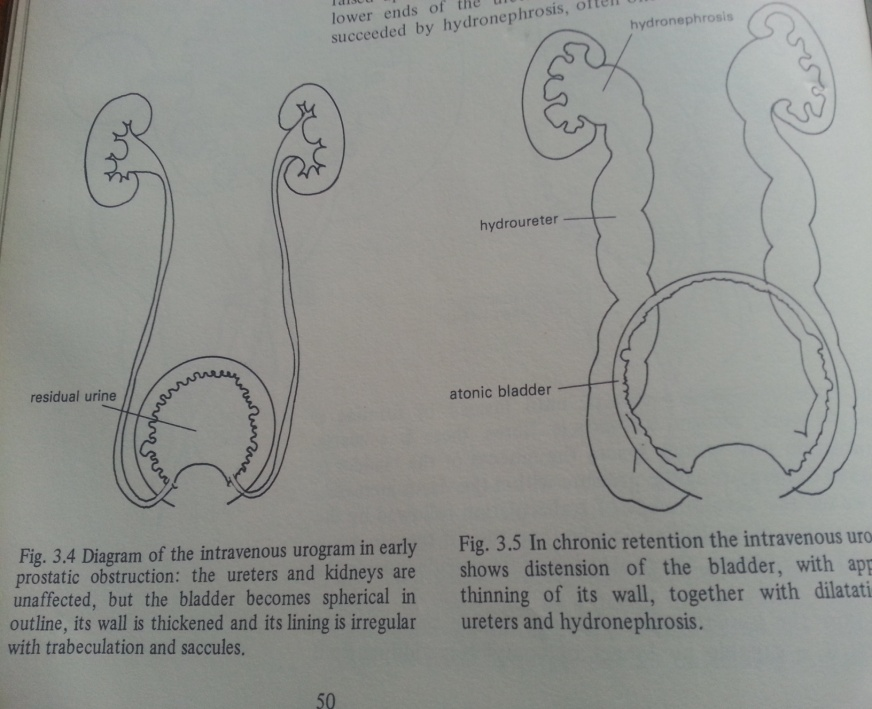 lower ends of the
succeeded by hydronephrosis, often
hydronephrosis
hydroureter
residual urine
atonic bladder
Fig. 3.4 Diagram of the intravenous urogram in early
prostatic obstruction: the ureters and kidneys are
unaffected, but the bladder becomes spherical in
outline, its wall is thickened and its lining is irregular
with trabeculation and saccules.
Fig. 3.5 In chronic retention the intravenous uro
shows distension of the bladder, with app
thinning of its wall, together with dilatati
ureters and hydronephrosis.
50